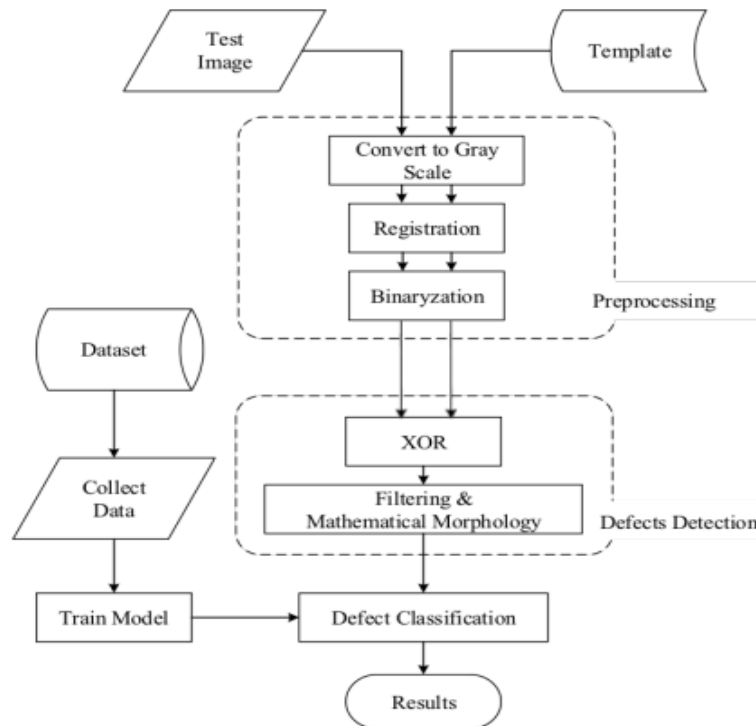 Test
Image
Template
Convert to Gray
Scale
Registration
Binaryzation
Preprocessing
Dataset
XOR
Collect
Data
Filtering &
Mathematical Morphology
Defects Detection
Train Model
Defect Classification
Results